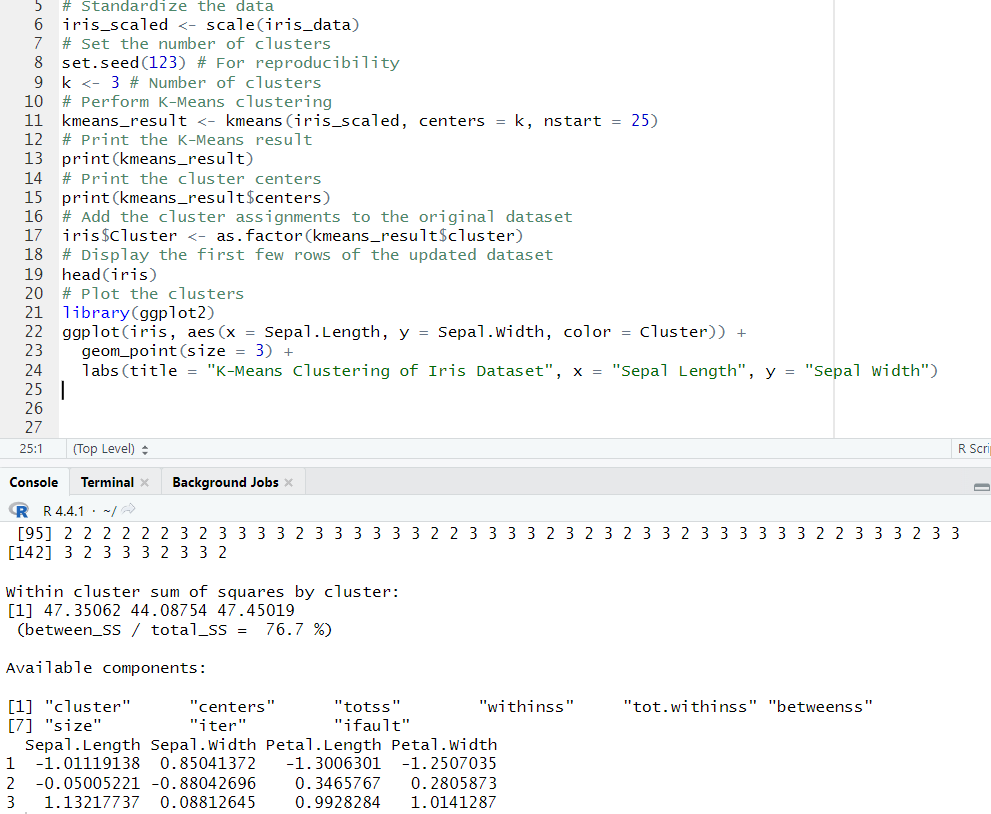 5 # Standardize the data
6 iris_scaled <- scale(iris_data)
7 # Set the number of clusters
8 set.seed(123) # For reproducibility
9 k <- 3 # Number of clusters
10 # Perform K-Means clustering
11 kmeans_result <- kmeans(iris_scaled, centers = k, nstart = 25)
12 # Print the K-Means result
13 print(kmeans_result)
14 # Print the cluster centers
15 print(kmeans_result$centers)
16 # Add the cluster assignments to the original dataset
17 iris$Cluster <- as.factor(kmeans_result$cluster)
18 # Display the first few rows of the updated dataset
19 head(iris)
20 # Plot the clusters
21 library(ggplot2)
22 ggplot(iris, aes(x = Sepal.Length, y = Sepal.Width, color = Cluster)) +
23   geom_point(size = 3) +
24   labs(title = "K-Means Clustering of Iris Dataset", x = "Sepal Length", y = "Sepal Width")
25
26
27
25:1 (Top Level) R Scri
Console Terminal Background Jobs
R R 4.4.1 · ~/
[95] 2 2 2 2 2 2 3 2 3 3 3 3 2 3 3 3 3 3 3 2 2 3 3 3 3 2 3 2 3 2 3 3 2 3 3 3 3 3 3 2 2 3 3 3 2 3 3
[142] 3 2 3 3 3 2 3 3 2
Within cluster sum of squares by cluster:
[1] 47.35062 44.08754 47.45019
(between_SS / total_SS =  76.7 %)
Available components:
[1] "cluster" "centers" "totss" "withinss" "tot.withinss" "betweenss"
[7] "size" "iter" "ifault"
Sepal.Length Sepal.Width Petal.Length Petal.Width
1 -1.01119138 0.85041372 -1.3006301 -1.2507035
2 -0.05005221 -0.88042696 0.3465767 0.2805873
3 1.13217737 0.08812645 0.9928284 1.0141287